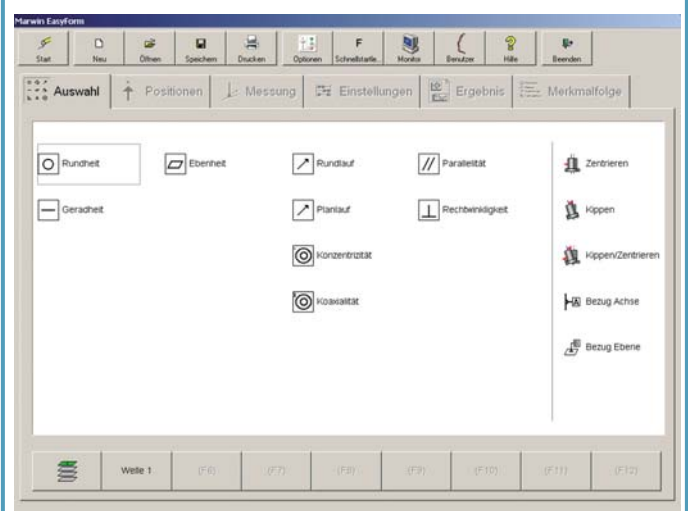 Marwin EasyForm
Start Neu Öffnen Speichern Drucken Optionen Schnellstartle... Monitor Benutzer Hilfe Beenden
Auswahl Positionen Messung Einstellungen Ergebnis Merkmalfolge
Rundheit Ebenheit Rundlauf Parallelität Zentrieren
Geradheit Planlauf Rechtwinkligkeit Kippen
Konzentrizität Kippen/Zentrieren
Koaxialität Bezug Achse
Bezug Ebene
Welle 1 (F6) (F7) (F8) (F9) (F10) (F11) (F12)